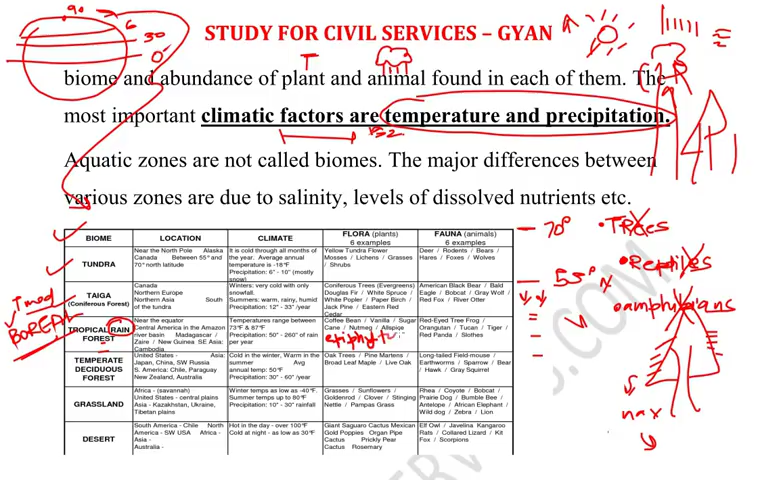 90
6
30
0
STUDY FOR CIVIL SERVICES – GYAN
biome and abundance of plant and animal found in each of them. The
most important climatic factors are temperature and precipitation.
Aquatic zones are not called biomes. The major differences between
various zones are due to salinity, levels of dissolved nutrients etc.
BIOME LOCATION CLIMATE FLORA (plants) FAUNA (animals)
6 examples 6 examples
TUNDRA
Near the North Pole Alaska
Canada Between 55° and
70° north latitude
It is cold through all months of
the year. Average annual
temperature is -18°F
Precipitation: 6" - 10" (mostly
snow)
Yellow Tundra Flower
Mosses / Lichens / Grasses
/ Shrubs
Deer / Rodents / Bears /
Hares / Foxes / Wolves
TAIGA
(Coniferous Forest)
Canada
Northern Europe
Northern Asia South
of the tundra
Winters: very cold with only
snowfall.
Summers: warm, rainy, humid
Precipitation: 12" - 33" /year
Coniferous Trees (Evergreens)
Douglas Fir / White Spruce /
White Popler / Paper Birch /
Jack Pine / Eastern Red
Cedar
American Black Bear / Bald
Eagle / Bobcat / Gray Wolf /
Red Fox / River Otter
TROPICAL RAIN
FOREST
Near the equator.
Central America in the Amazon
river basin Madagascar /
Zaire / New Guinea: SE Asia:
Cambodia
Temperatures range between
73°F & 87°F
Precipitation: 50" - 260" of rain
per year
Coffee Bean / Vanilla / Sugar
Cane / Nutmeg / Allspice
Red-Eyed Tree Frog /
Orangutan / Tucan / Tiger /
Red Panda / Slothes
TEMPERATE
DECIDUOUS
FOREST
United States - Asia:
Japan, China, SW Russia
S. America: Chile, Paraguay
New Zealand, Australia
Cold in the winter, Warm in the
summer Avg
annual temp: 50°F
Precipitation: 30" - 60" /year
Oak Trees / Pine Martens /
Broad Leaf Maple / Live Oak
Long-tailed Field-mouse /
Earthworms / Sparrow / Bear
/ Hawk / Gray Squirrel
GRASSLAND
Africa - (savannah)
United States - central plains
Asia - Kazakhstan, Ukraine,
Tibetan plains
Winter temps as low as -40°F.
Summer temps up to 80°F
Precipitation: 10" - 30" rainfall
Grasses / Sunflowers /
Goldenrod / Clover / Stinging
Nettle / Pampas Grass
Rhea / Coyote / Bobcat /
Prairie Dog / Bumble Bee /
Antelope / African Elephant /
Wild dog / Zebra / Lion
DESERT
South America - Chile North
America - SW USA Africa -
Asia -
Australia -
Hot in the day - over 100°F
Cold at night - as low as 30°F
Giant Saguaro Cactus Mexican
Gold Poppies Organ Pipe
Cactus Prickly Pear
Cactus Rosemary
Elf Owl / Javelina Kangaroo
Rats / Collared Lizard / Kit
Fox / Scorpions
BOREAL
epiphyt
70°
Trees
Reptiles
55°
amphibians